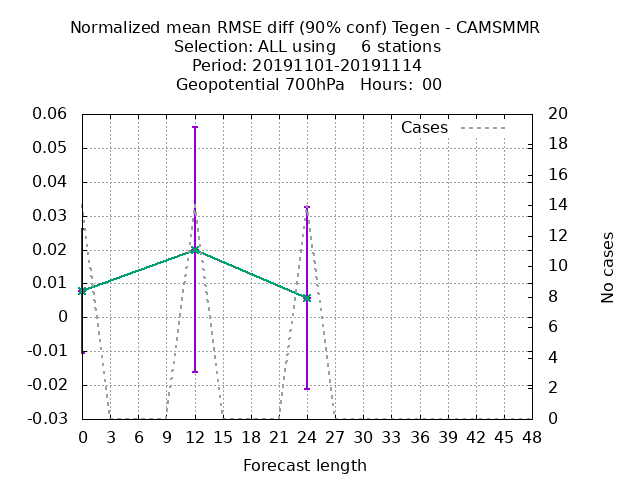 Normalized mean RMSE diff (90% conf) Tegen - CAMSMMR
Selection: ALL using 6 stations
Period: 20191101-20191114
Geopotential 700hPa Hours: 00
Cases
0.06
0.05
0.04
0.03
0.02
0.01
0
-0.01
-0.02
-0.03
20
18
16
14
12
10
8
6
4
2
0
No cases
0 3 6 9 12 15 18 21 24 27 30 33 36 39 42 45 48
Forecast length